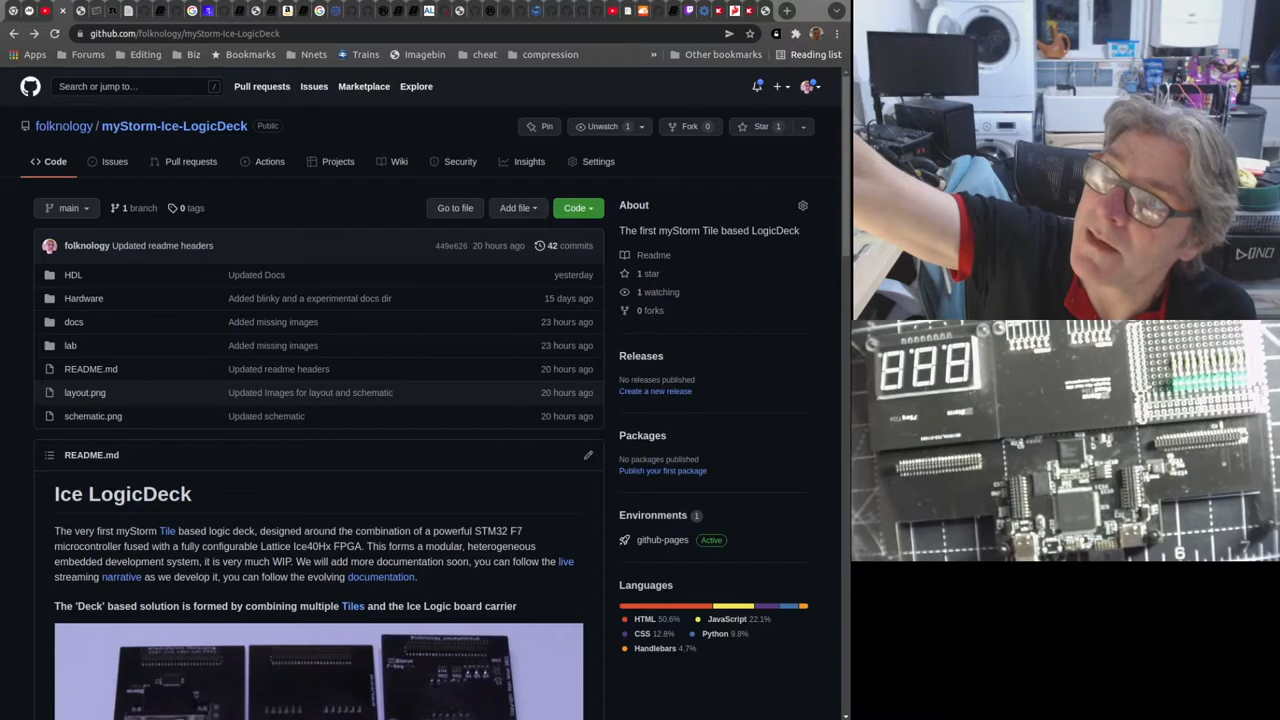 github.com/folknology/myStorm-Ice-LogicDeck
Apps Forums Editing Biz Bookmarks Nnets Trains Imagebin cheat compression » Other bookmarks Reading list
Search or jump to... / Pull requests Issues Marketplace Explore
folknology / myStorm-Ice-LogicDeck Public Pin Unwatch 1 Fork 0 Star 1
Code Issues Pull requests Actions Projects Wiki Security Insights Settings
main 1 branch 0 tags Go to file Add file Code
folknology Updated readme headers 449e626 20 hours ago 42 commits
HDL Updated Docs yesterday
Hardware Added blinky and a experimental docs dir 15 days ago
docs Added missing images 23 hours ago
lab Added missing images 23 hours ago
README.md Updated readme headers 20 hours ago
layout.png Updated Images for layout and schematic 20 hours ago
schematic.png Updated schematic 20 hours ago
README.md
Ice LogicDeck
The very first myStorm Tile based logic deck, designed around the combination of a powerful STM32 F7
microcontroller fused with a fully configurable Lattice Ice40Hx FPGA. This forms a modular, heterogeneous
embedded development system, it is very much WIP. We will add more documentation soon, you can follow the live
streaming narrative as we develop it, you can follow the evolving documentation.
The 'Deck' based solution is formed by combining multiple Tiles and the Ice Logic board carrier
About
The first myStorm Tile based LogicDeck
Readme
1 star
1 watching
0 forks
Releases
No releases published
Create a new release
Packages
No packages published
Publish your first package
Environments 1
github-pages Active
Languages
HTML 50.6% JavaScript 22.1%
CSS 12.8% Python 9.8%
Handlebars 4.7%